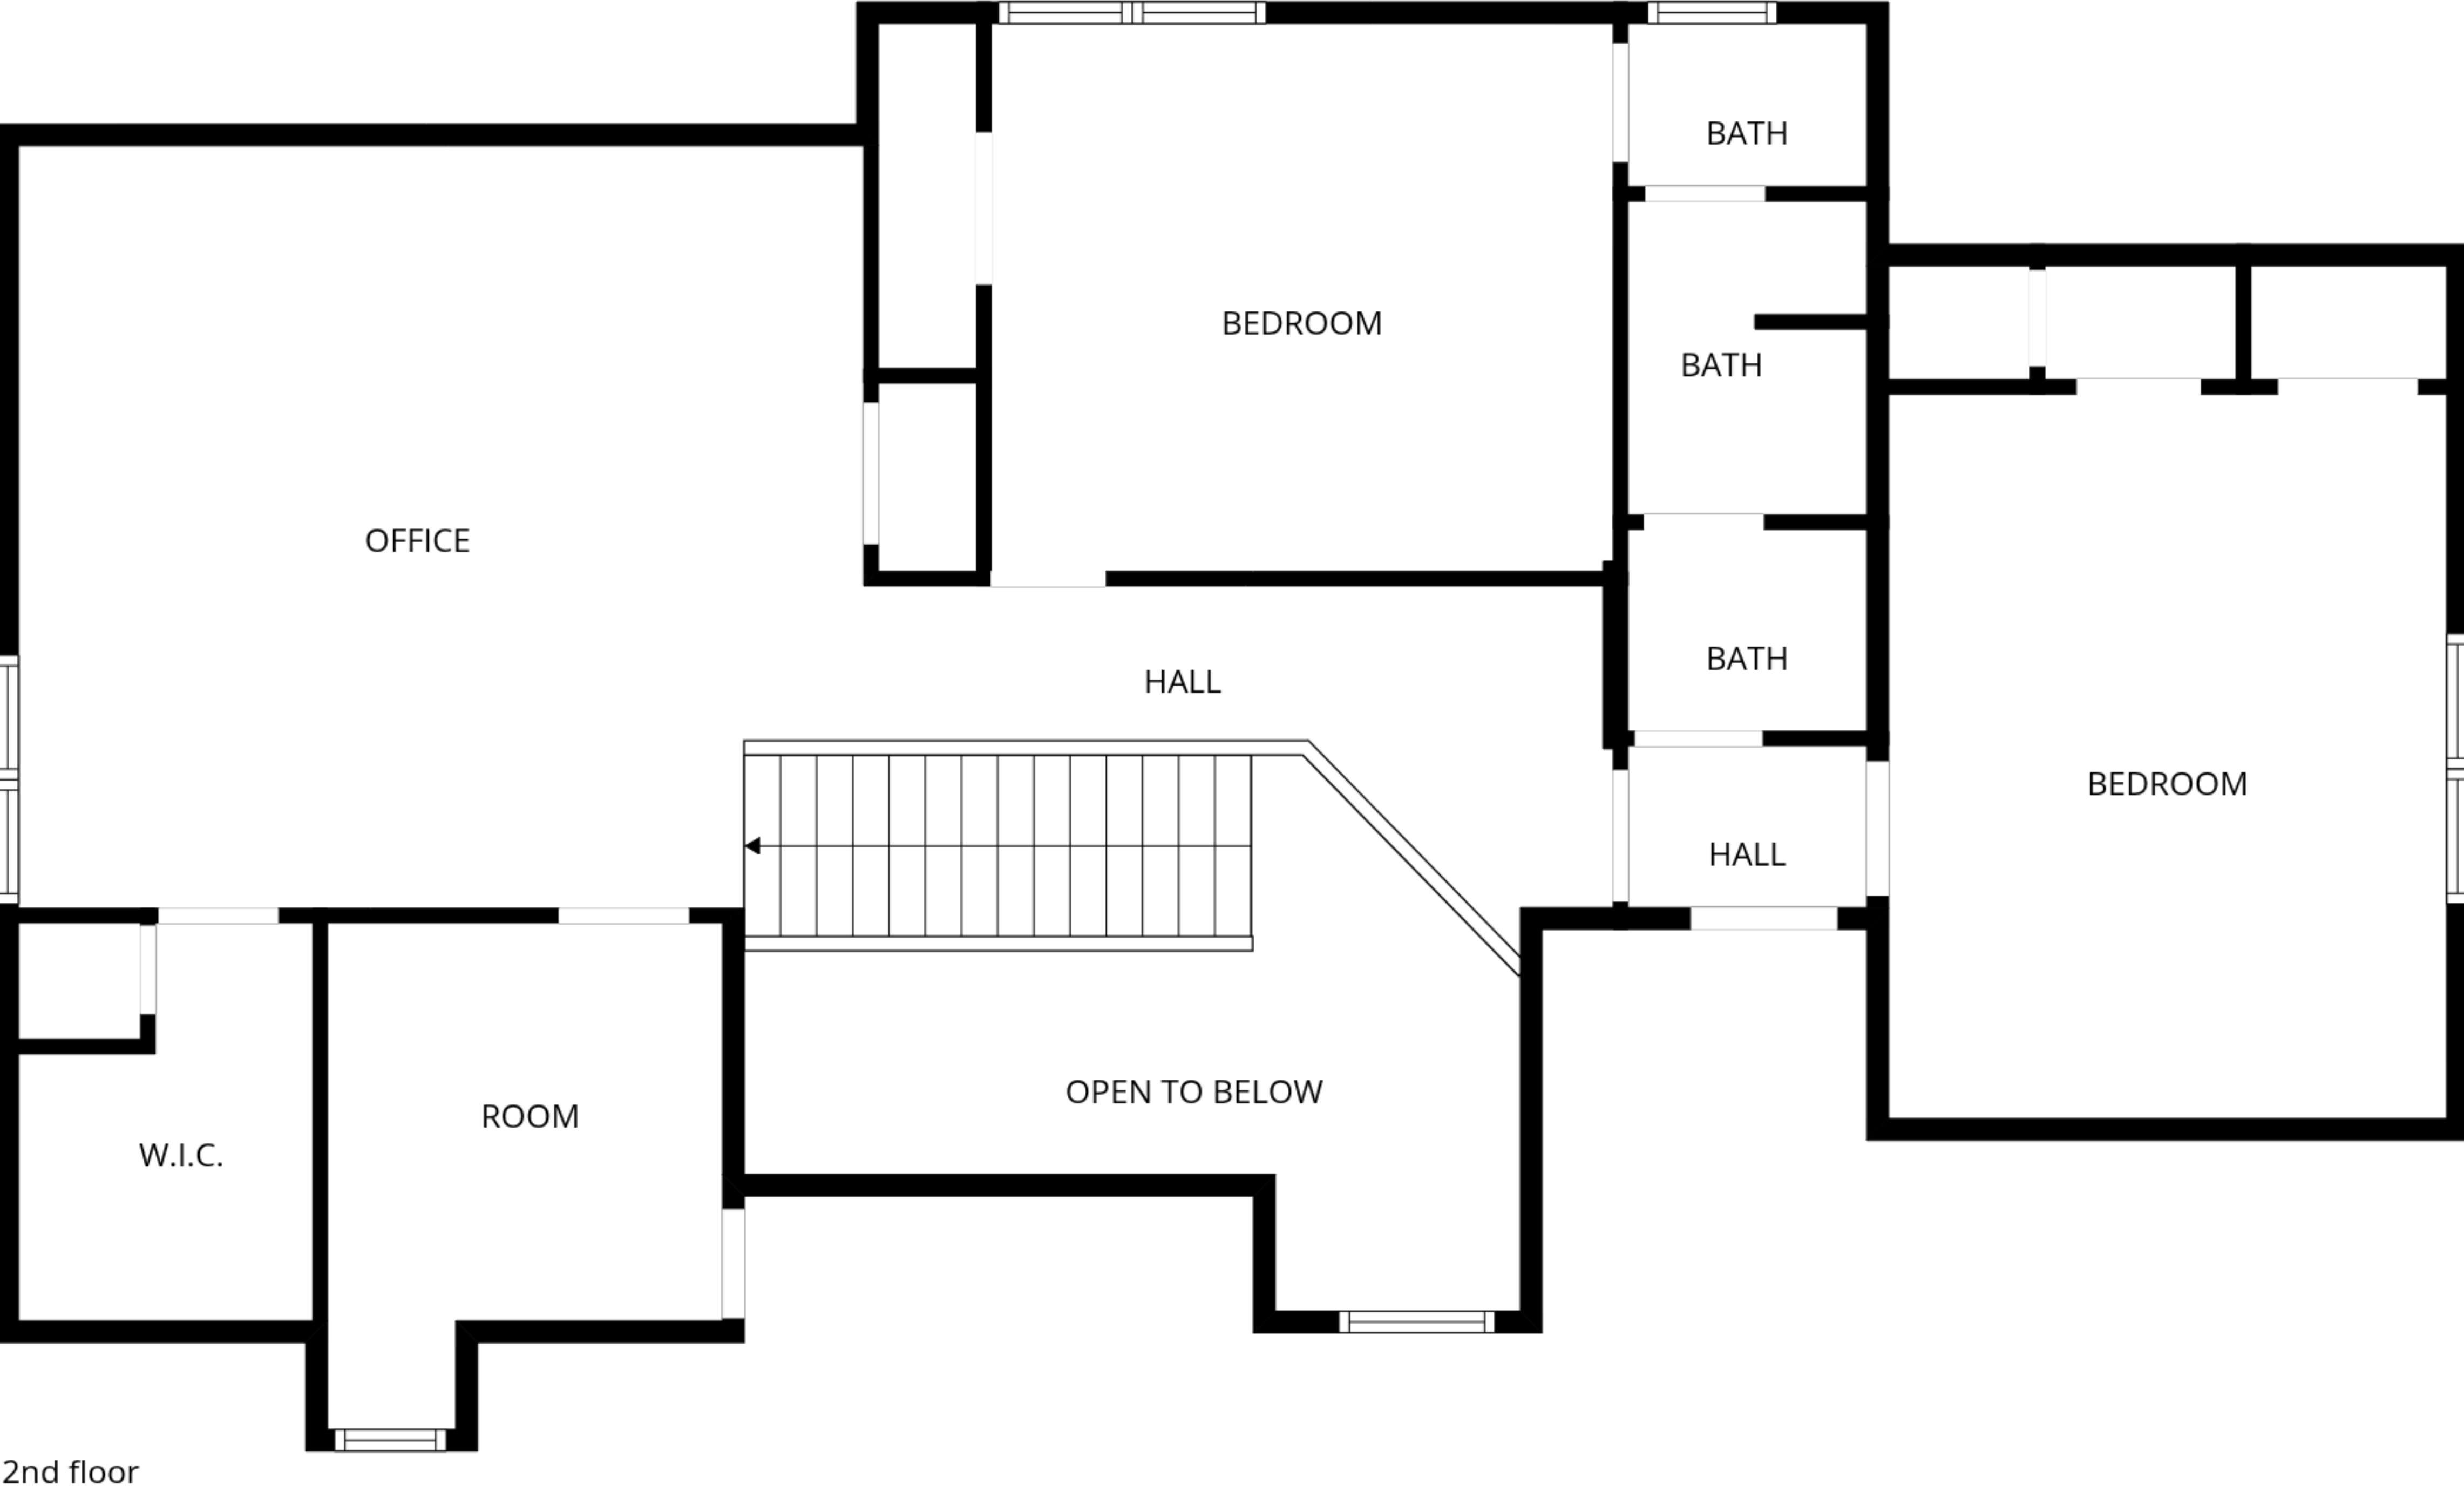 BATH
BEDROOM
BATH
OFFICE
BATH
HALL
BEDROOM
HALL
OPEN TO BELOW
ROOM
W.I.C.
2nd floor